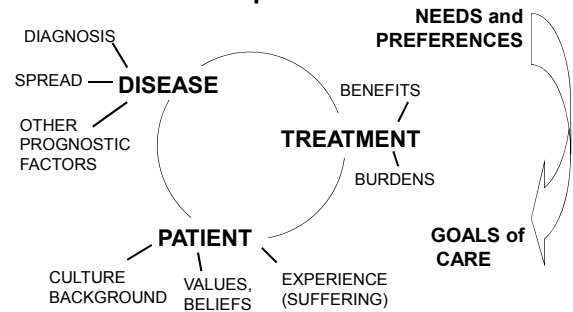 NEEDS and
PREFERENCES
DIAGNOSIS
SPREAD
DISEASE
OTHER
PROGNOSTIC
FACTORS
BENEFITS
TREATMENT
BURDENS
PATIENT
CULTURE
BACKGROUND
VALUES,
BELIEFS
EXPERIENCE
(SUFFERING)
GOALS of
CARE